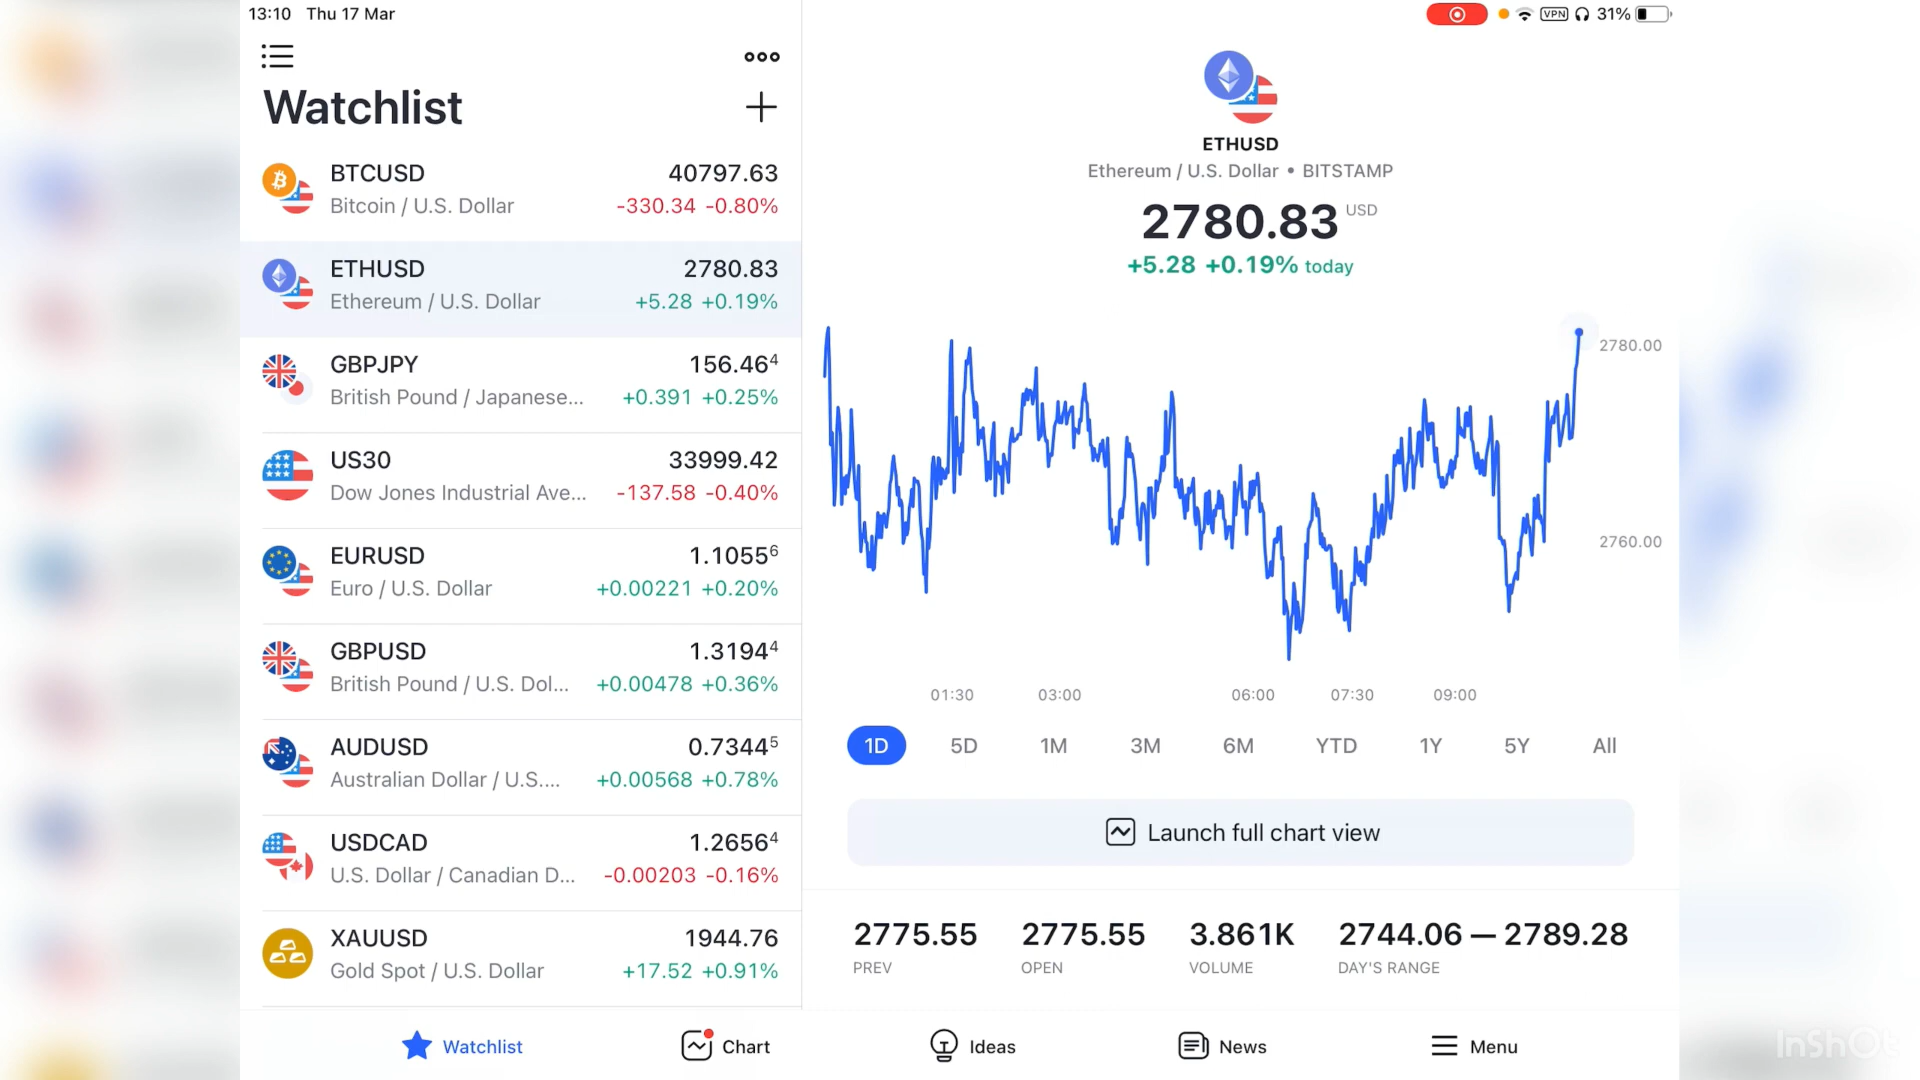 13:10 Thu 17 Mar
VPN 31%
Watchlist
BTCUSD 40797.63
Bitcoin / U.S. Dollar -330.34 -0.80%
ETHUSD 2780.83
Ethereum / U.S. Dollar +5.28 +0.19%
GBPJPY 156.46⁴
British Pound / Japanese... +0.391 +0.25%
US30 33999.42
Dow Jones Industrial Ave... -137.58 -0.40%
EURUSD 1.1055⁶
Euro / U.S. Dollar +0.00221 +0.20%
GBPUSD 1.3194⁴
British Pound / U.S. Dol... +0.00478 +0.36%
AUDUSD 0.7344⁵
Australian Dollar / U.S.... +0.00568 +0.78%
USDCAD 1.2656⁴
U.S. Dollar / Canadian D... -0.00203 -0.16%
XAUUSD 1944.76
Gold Spot / U.S. Dollar +17.52 +0.91%
ETHUSD
Ethereum / U.S. Dollar • BITSTAMP
2780.83 USD
+5.28 +0.19% today
2780.00
2760.00
01:30 03:00 06:00 07:30 09:00
1D 5D 1M 3M 6M YTD 1Y 5Y All
Launch full chart view
2775.55 2775.55 3.861K 2744.06 — 2789.28
PREV OPEN VOLUME DAY'S RANGE
Watchlist Chart Ideas News Menu
InShOt